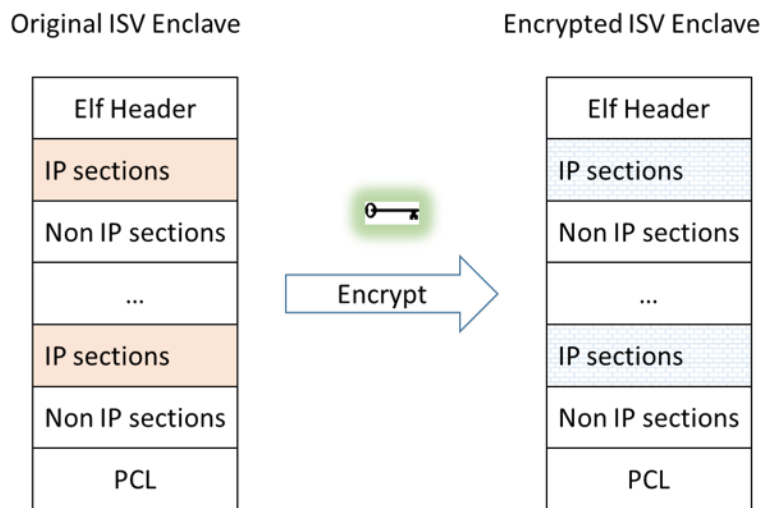 Original ISV Enclave
Encrypted ISV Enclave
Elf Header
IP sections
Non IP sections
...
IP sections
Non IP sections
PCL
Encrypt
Elf Header
IP sections
Non IP sections
...
IP sections
Non IP sections
PCL